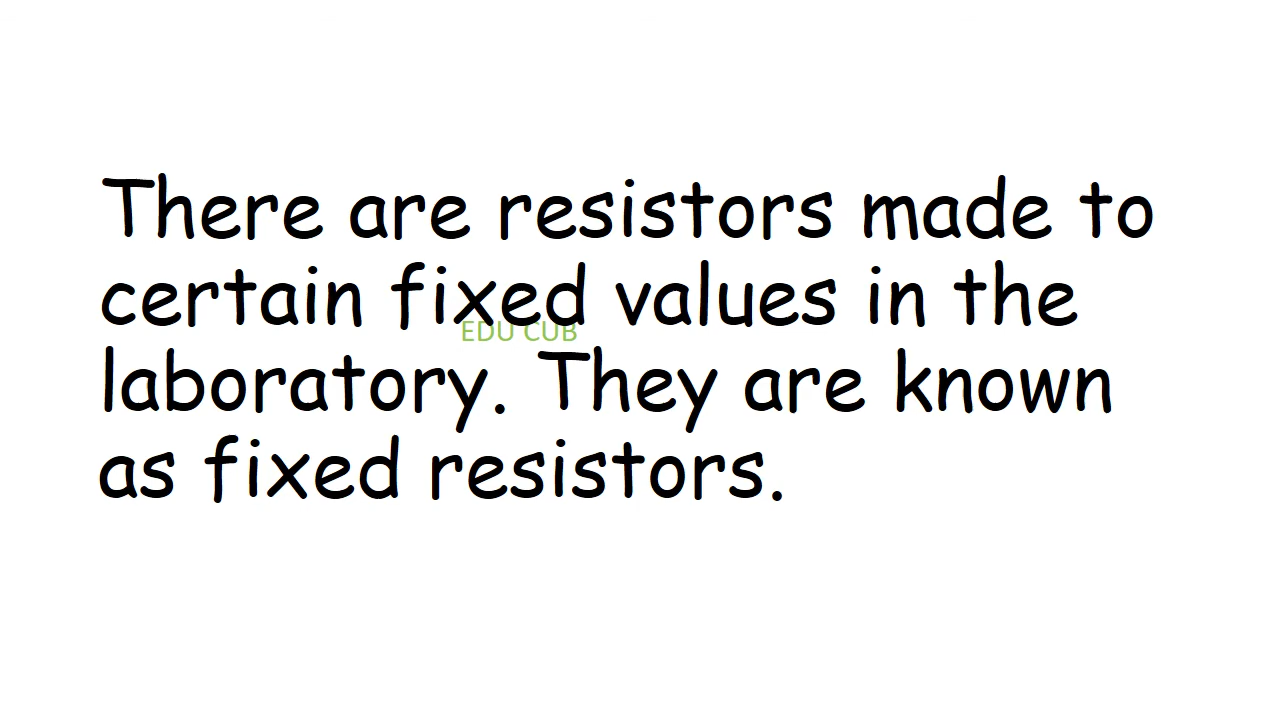 There are resistors made to
certain fixed values in the
EDU CUB
laboratory. They are known
as fixed resistors.